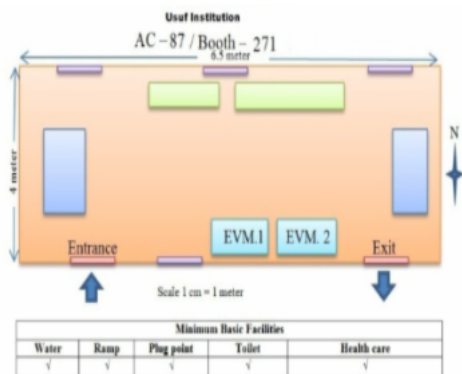 Usuf Institution
AC – 87 / Booth – 271
6.5 meter
4 meter
N
EVM.1 EVM. 2
Entrance Exit
Scale 1 cm = 1 meter
Minimum Basic Facilities
Water Ramp Plug point Toilet Health care
√ √ √ √ √